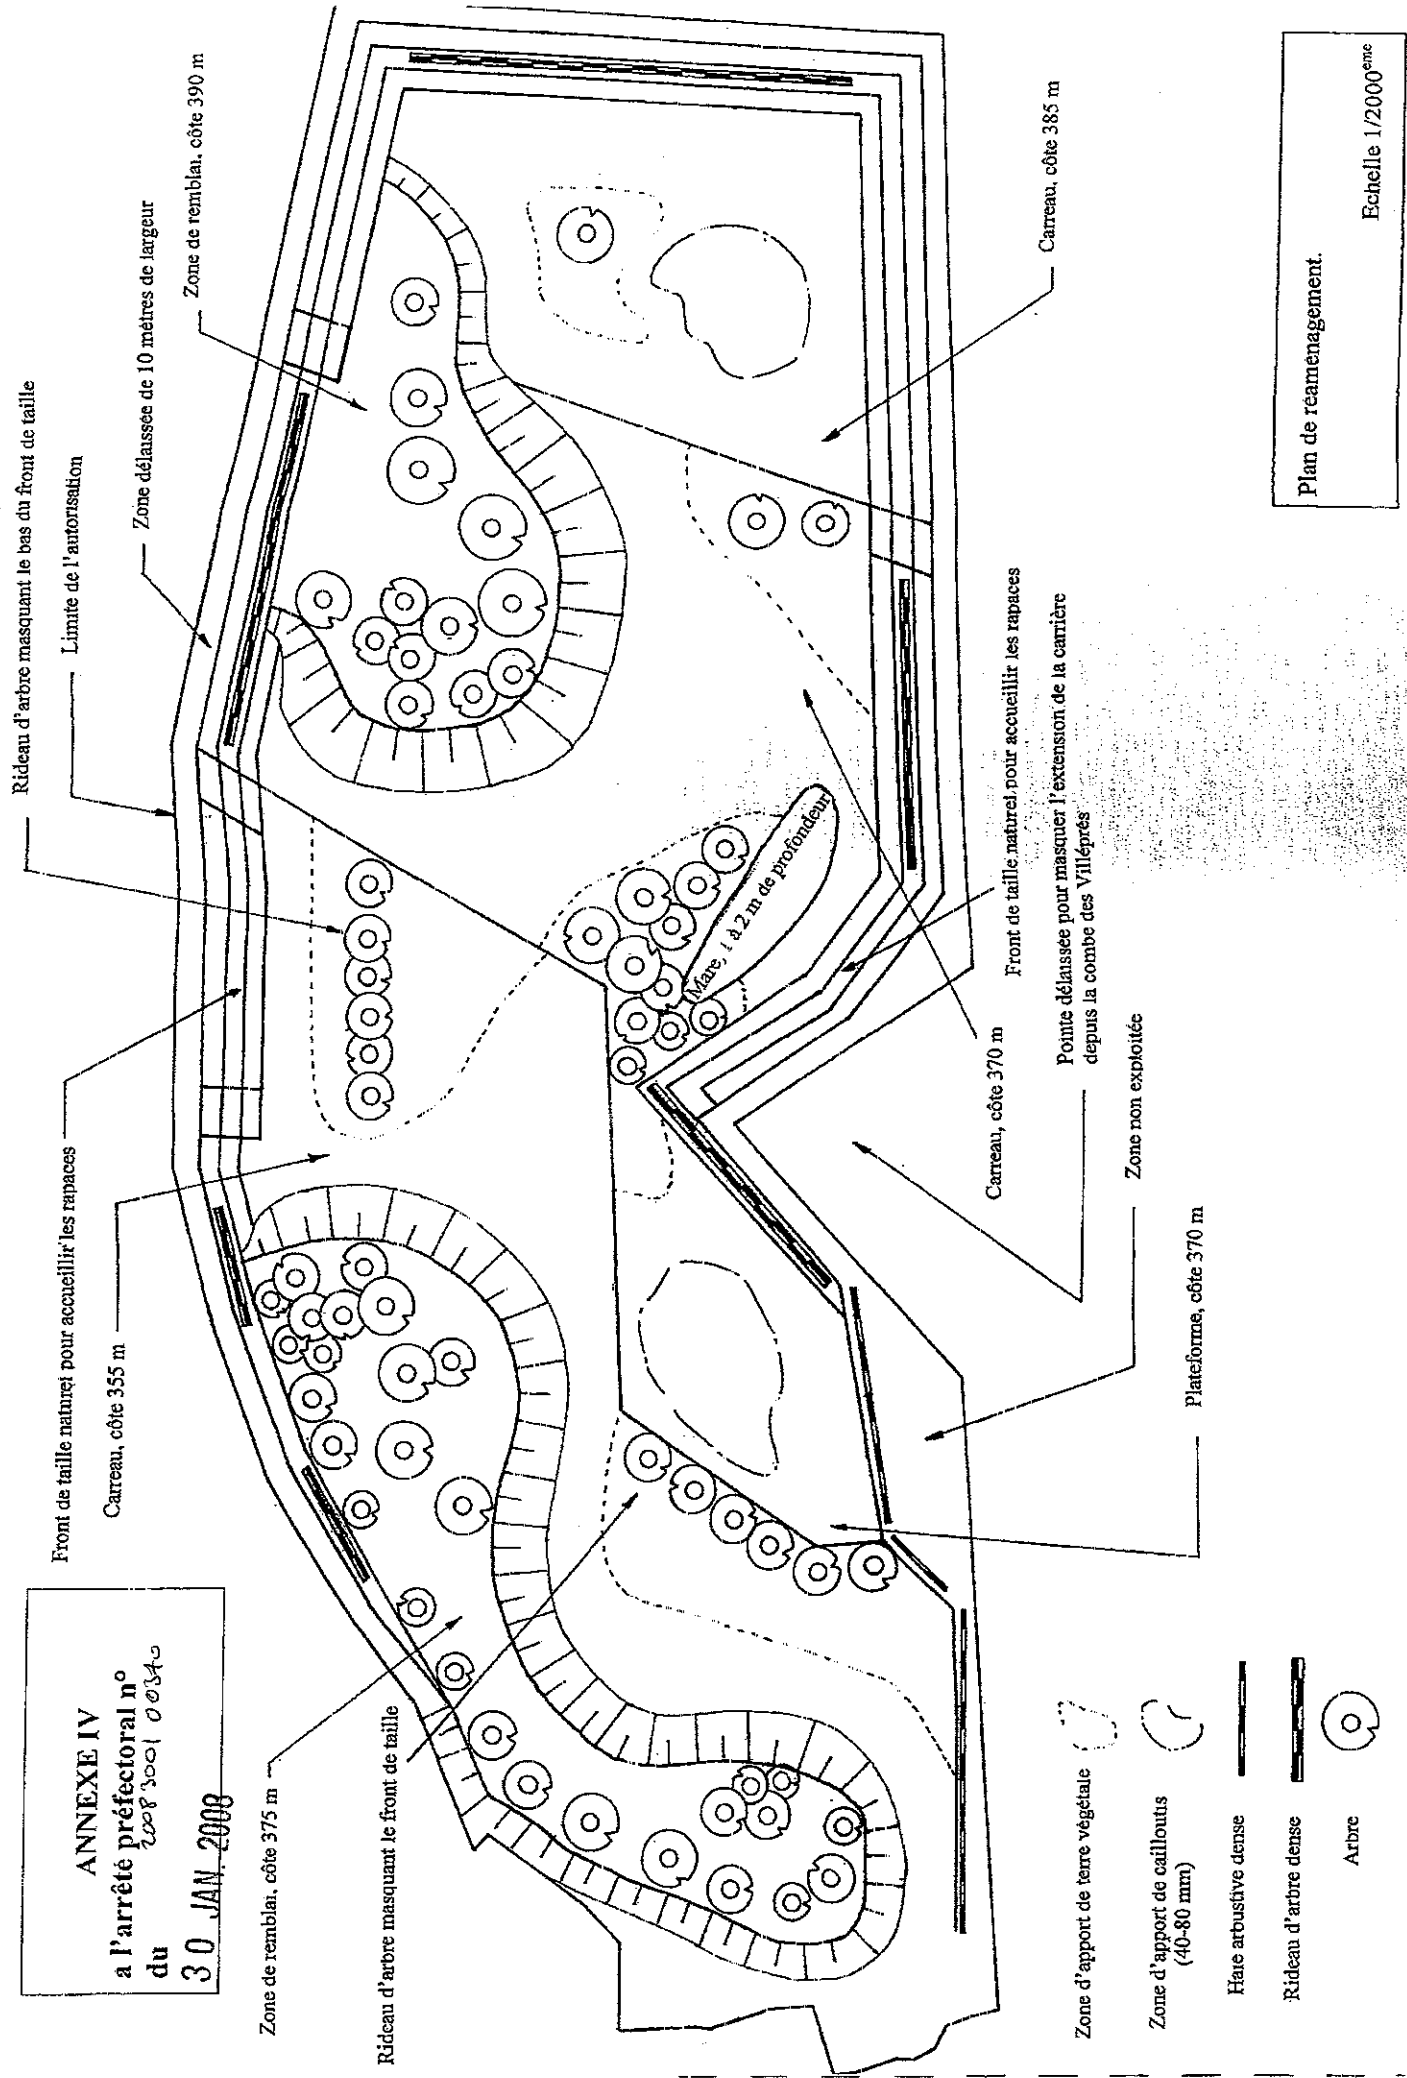 ANNEXE IV
a l'arrêté préfectoral n°
2008 3001 00340
du
30 JAN. 2008
Front de taille naturel pour accueillir les rapaces
Carreau, côte 355 m
Rideau d'arbre masquant le bas du front de taille
Limite de l'autorisation
Zone délaissée de 10 mètres de largeur
Zone de remblai, côte 390 m
Zone de remblai, côte 375 m
Rideau d'arbre masquant le front de taille
Mare, 1 à 2 m de profondeur
Carreau, côte 385 m
Front de taille naturel pour accueillir les rapaces
Carreau, côte 370 m
Pointe délaissée pour masquer l'extension de la carrière
depuis la combe des Villéprés
Zone non exploitée
Plateforme, côte 370 m
Zone d'apport de terre végétale
Zone d'apport de cailloutis
(40-80 mm)
Haie arbustive dense
Rideau d'arbre dense
Arbre
Plan de réaménagement.
Echelle 1/2000eme